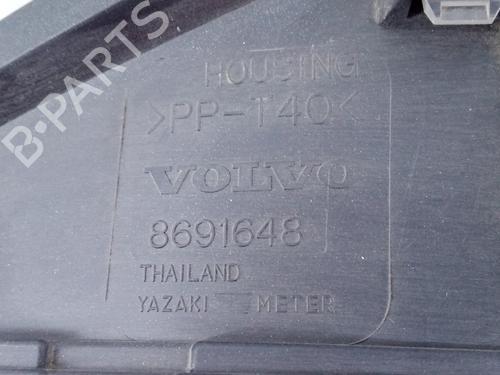 HOUSING
>PP-T40<
VOLVO
8691648
THAILAND
YAZAKI METER
B-PARTS